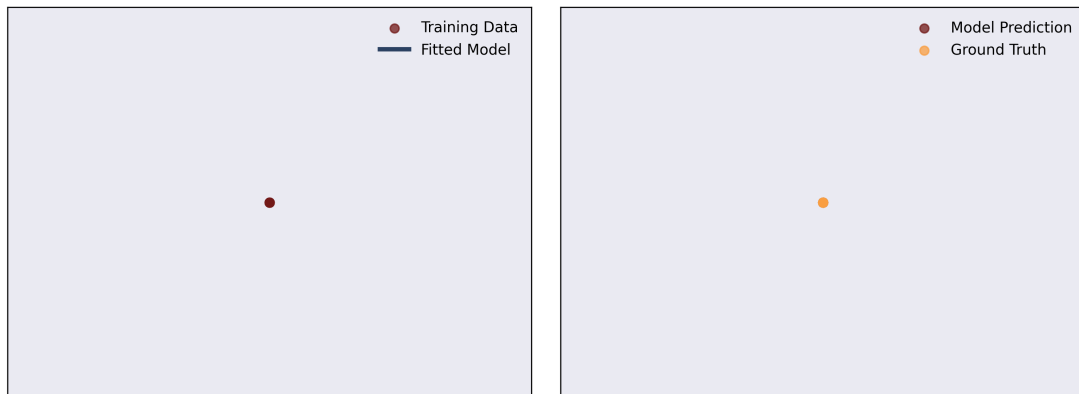 Training Data
Fitted Model
Model Prediction
Ground Truth